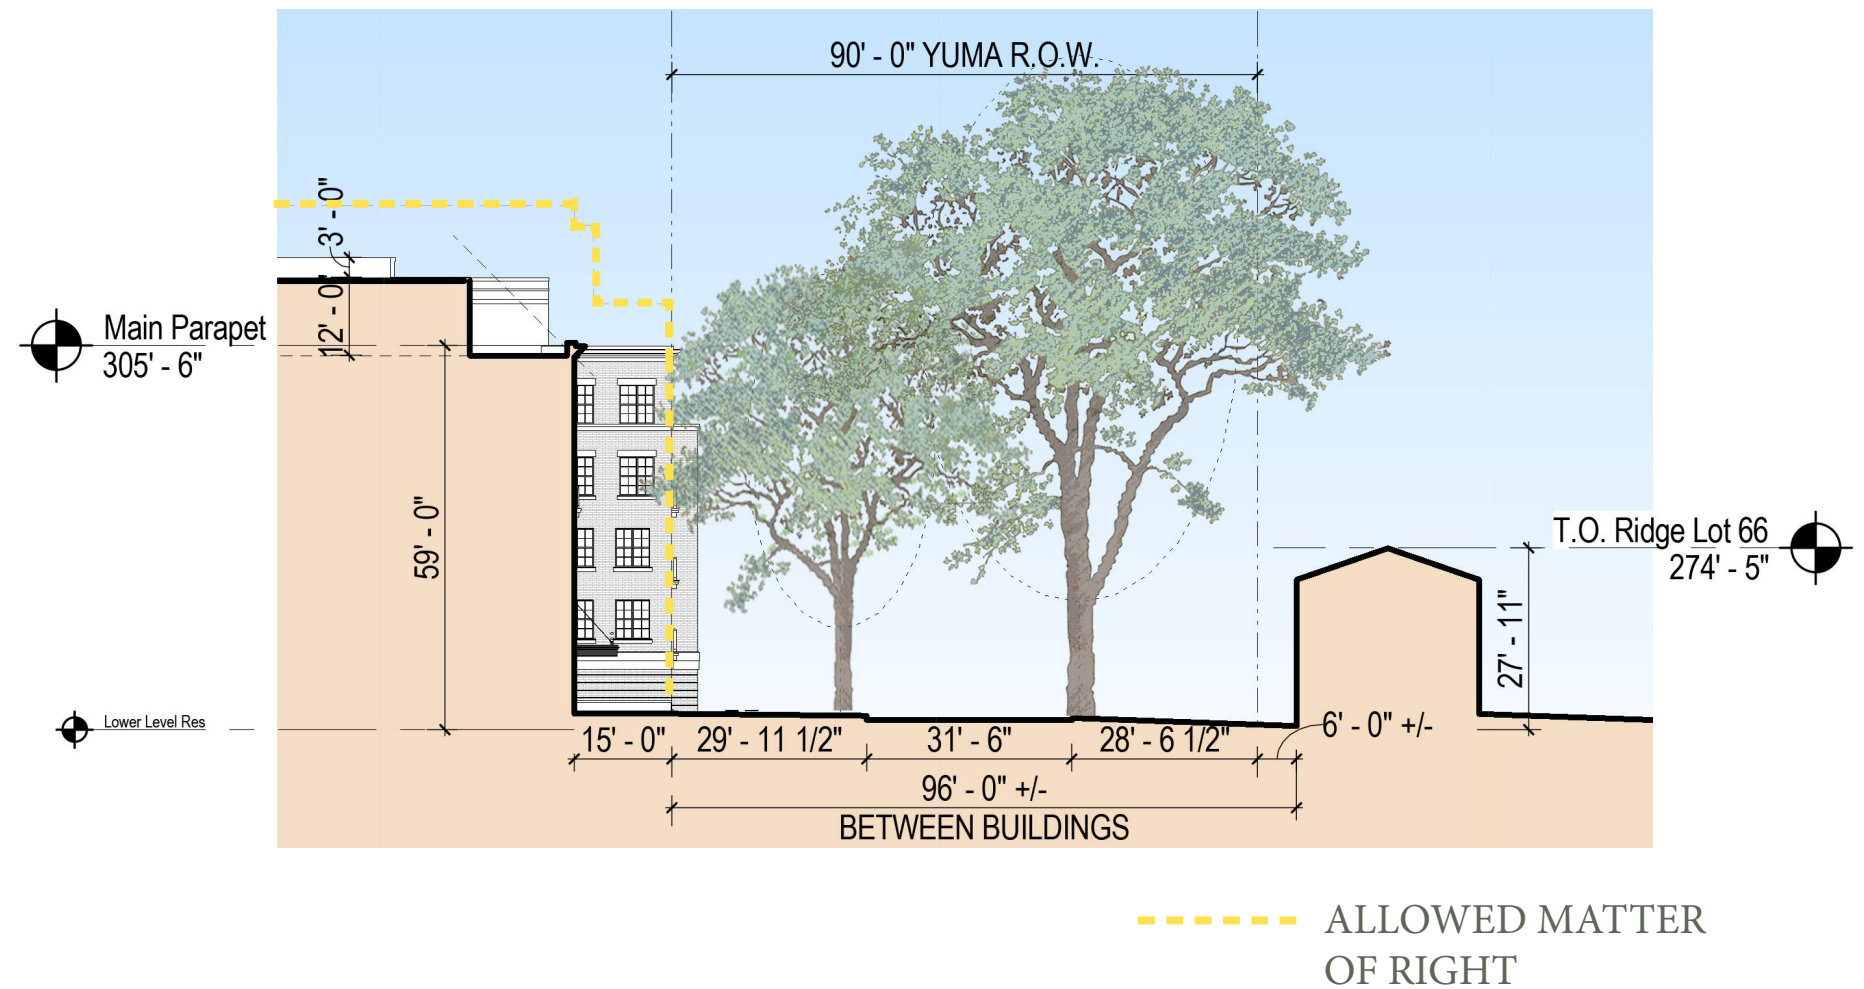 90' - 0" YUMA R.O.W.
3' - 0"
12' - 0"
Main Parapet
305' - 6"
59' - 0"
T.O. Ridge Lot 66
274' - 5"
27' - 11"
Lower Level Res
15' - 0"
29' - 11 1/2"
31' - 6"
28' - 6 1/2"
6' - 0" +/-
96' - 0" +/-
BETWEEN BUILDINGS
ALLOWED MATTER
OF RIGHT